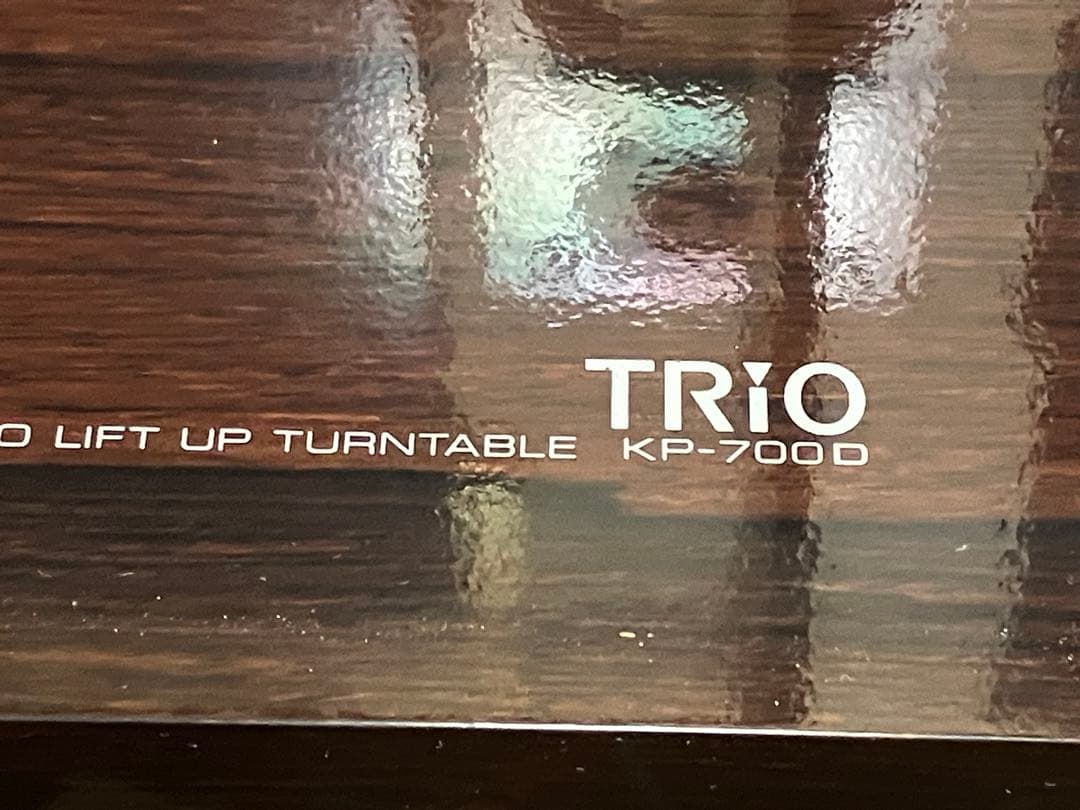 TRiO
O LIFT UP TURNTABLE KP-700D